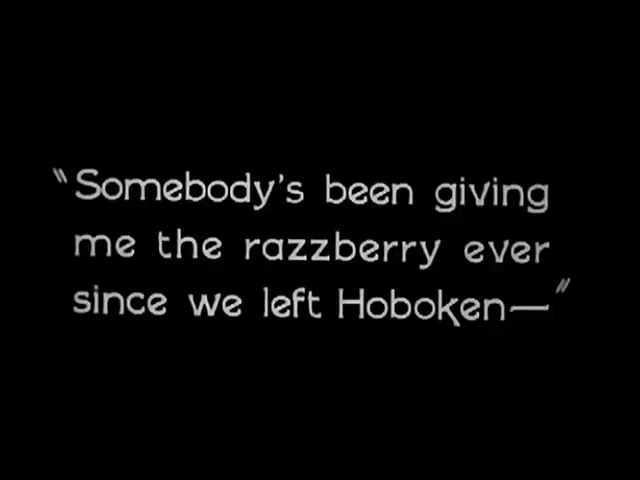 "Somebody's been giving
me the razzberry ever
since we left Hoboken—"